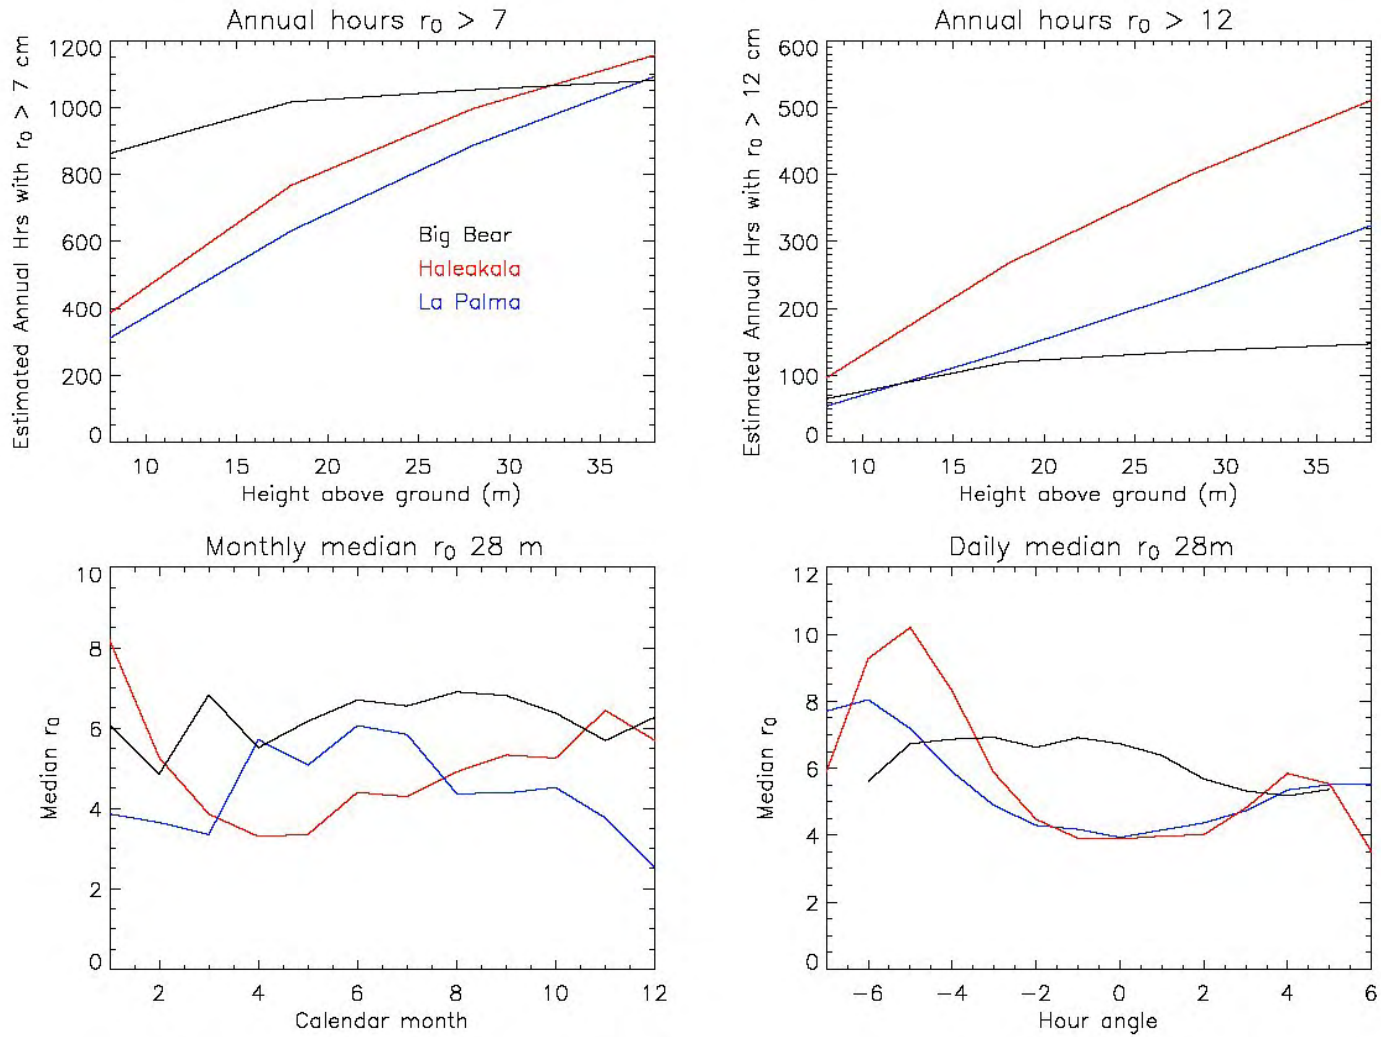 Annual hours r0 > 7
Estimated Annual Hrs with r0 > 7 cm
1200
1000
800
600
400
200
0
Big Bear
Haleakala
La Palma
10 15 20 25 30 35
Height above ground (m)
Annual hours r0 > 12
Estimated Annual Hrs with r0 > 12 cm
600
500
400
300
200
100
0
10 15 20 25 30 35
Height above ground (m)
Monthly median r0 28 m
Median r0
10
8
6
4
2
0
2 4 6 8 10 12
Calendar month
Daily median r0 28m
Median r0
12
10
8
6
4
2
0
−6 −4 −2 0 2 4 6
Hour angle